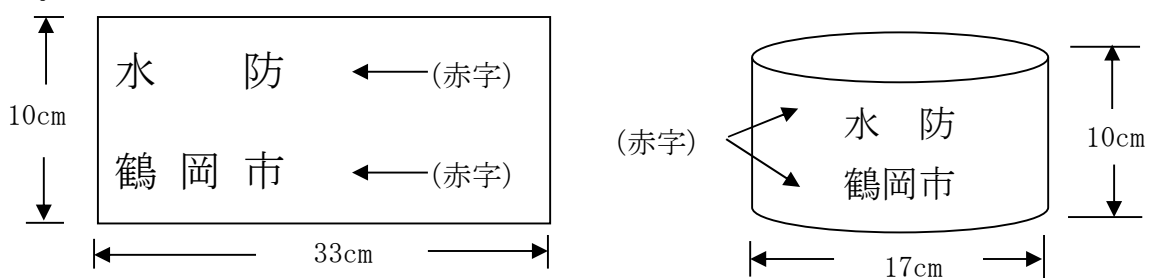 水 防 (赤字)
10cm
鶴 岡 市 (赤字)
33cm
水 防
(赤字)
10cm
鶴岡市
17cm